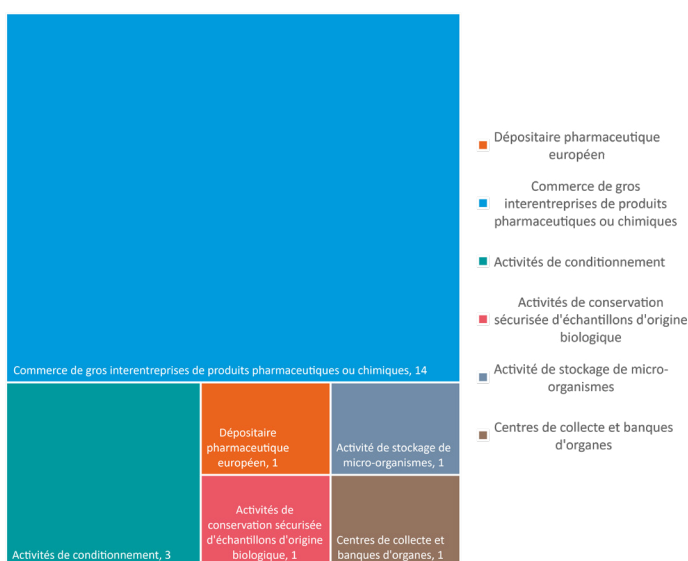 Commerce de gros interentreprises de produits pharmaceutiques ou chimiques, 14
Activités de conditionnement, 3
Dépositaire
pharmaceutique
européen, 1
Activité de stockage de
micro-organismes, 1
Activités de
conservation sécurisée
d'échantillons d'origine
biologique, 1
Centres de collecte et
banques d'organes, 1
Dépositaire pharmaceutique
européen
Commerce de gros
interentreprises de produits
pharmaceutiques ou chimiques
Activités de conditionnement
Activités de conservation
sécurisée d'échantillons d'origine
biologique
Activité de stockage de micro-
organismes
Centres de collecte et banques
d'organes